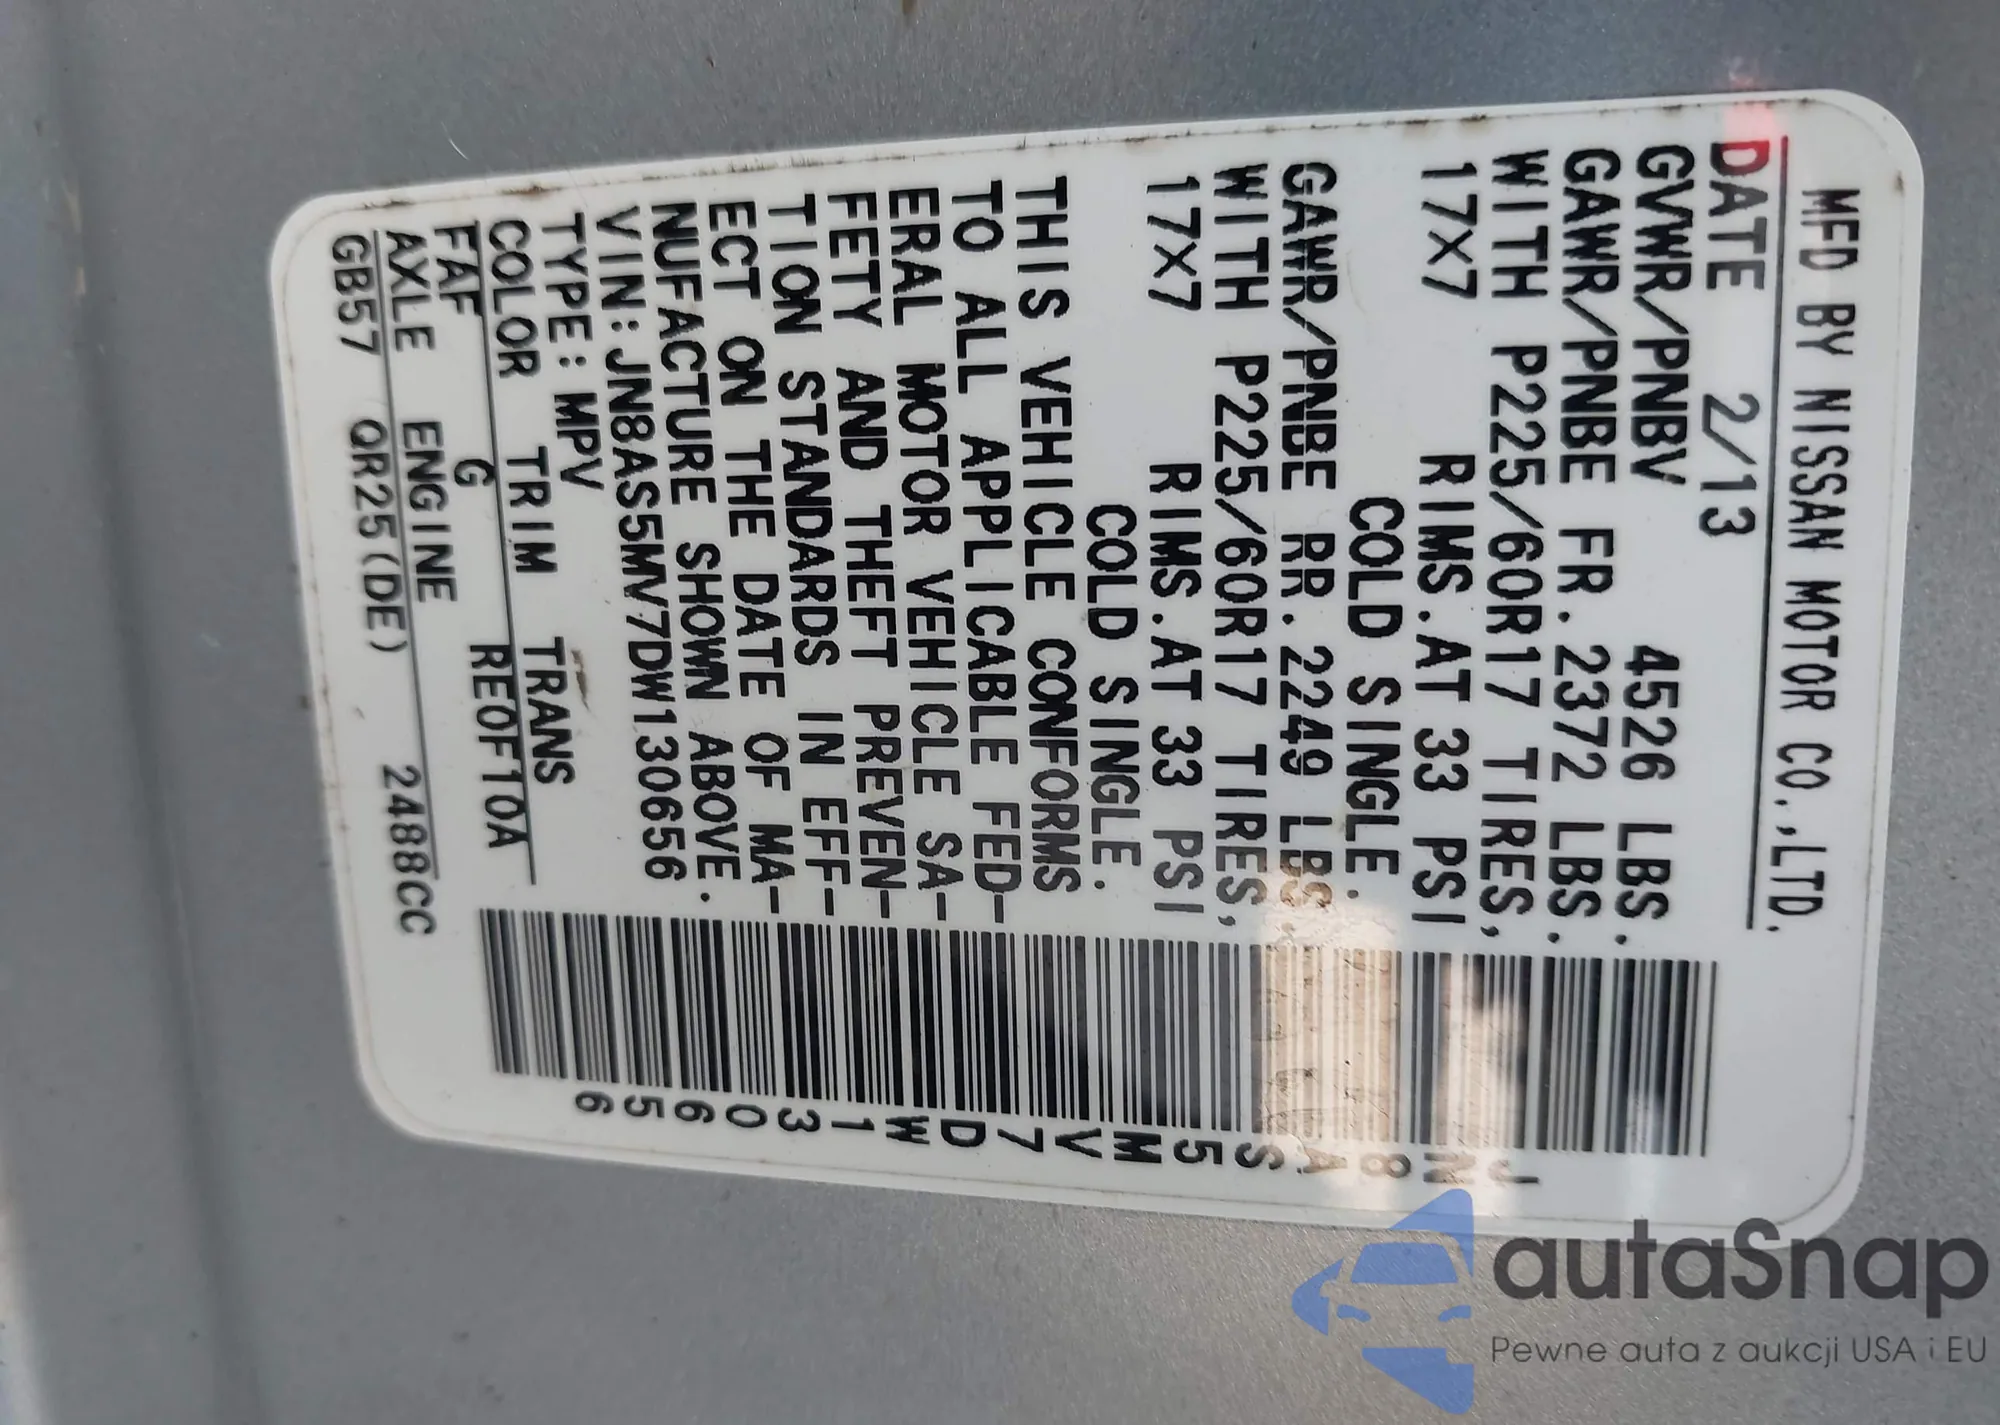 MFD BY NISSAN MOTOR CO.,LTD.
DATE 2/13
GVWR/PNBV 4526 LBS.
GAWR/PNBE FR.2372 LBS.
WITH P225/60R17 TIRES,
17X7 RIMS.AT 33 PSI
COLD SINGLE.
GAWR/PNBE RR.2249 LBS.
WITH P225/60R17 TIRES,
17X7 RIMS.AT 33 PSI
COLD SINGLE.
THIS VEHICLE CONFORMS
TO ALL APPLICABLE FED-
ERAL MOTOR VEHICLE SA-
FETY AND THEFT PREVEN-
TION STANDARDS IN EFF-
ECT ON THE DATE OF MA-
NUFACTURE SHOWN ABOVE.
VIN:JN8AS5MV7DW130656
TYPE:MPV
COLOR TRIM TRANS
FAF G RE0F10A
AXLE ENGINE
GB57 QR25(DE) 2488CC
JN8AS5MV7DW130656
autaSnap
Pewne auta z aukcji USA i EU